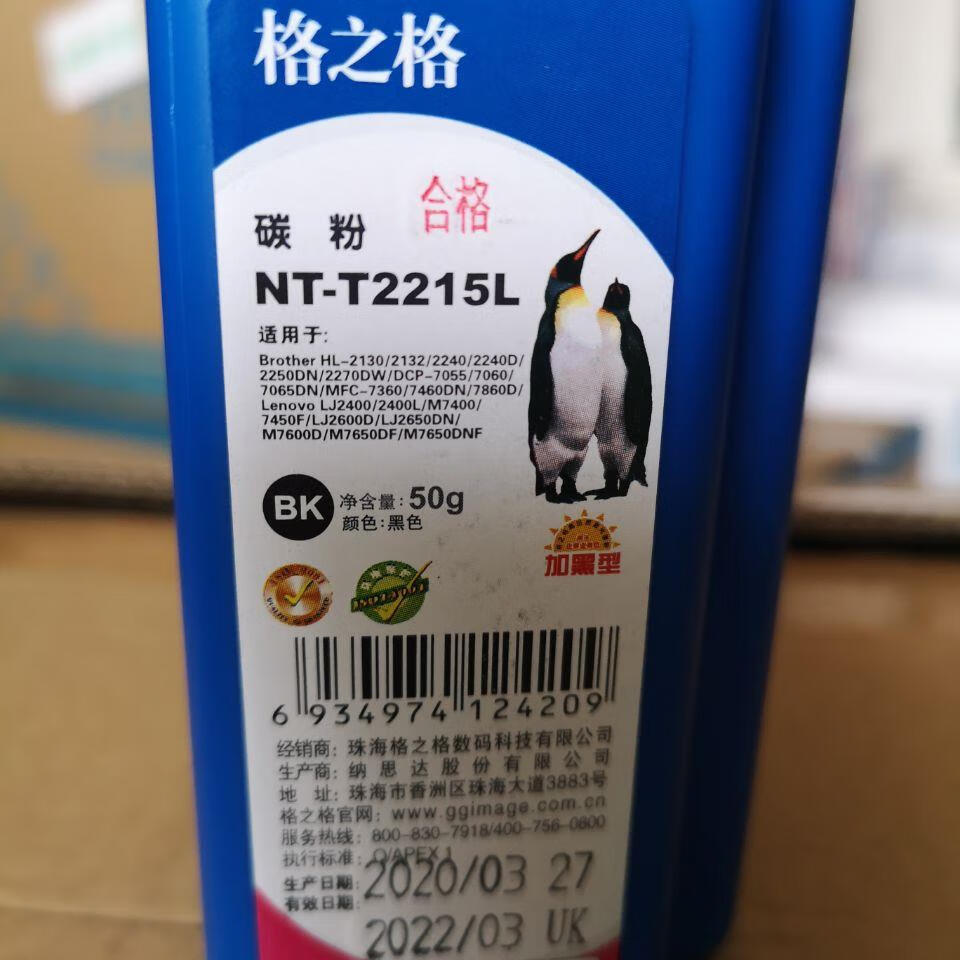 格之格
合格
碳 粉
NT-T2215L
适用于:
Brother HL-2130/2132/2240/2240D/
2250DN/2270DW/DCP-7055/7060/
7065DN/MFC-7360/7460DN/7860D/
Lenovo LJ2400/2400L/M7400/
7450F/LJ2600D/LJ2650DN/
M7600D/M7650DF/M7650DNF
BK
净含量: 50g
颜色:黑色
加黑型
6 934974 124209
经销商: 珠海格之格数码科技有限公司
生产商: 纳思达股份有限公司
地 址: 珠海市香洲区珠海大道3883号
格之格官网: www.ggimage.com.cn
服务热线: 800-830-7918/400-756-0800
执行标准: Q/APEX 1
生产日期: 2020/03 27
有效日期: 2022/03 UK